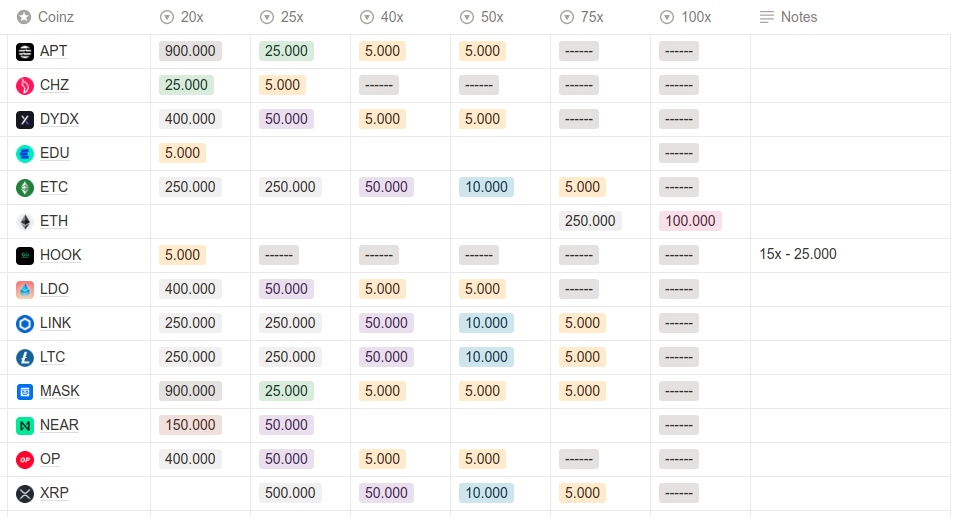 Coinz 20x 25x 40x 50x 75x 100x Notes
APT 900.000 25.000 5.000 5.000 ------ ------
CHZ 25.000 5.000 ------ ------ ------ ------
DYDX 400.000 50.000 5.000 5.000 ------ ------
EDU 5.000 ------
ETC 250.000 250.000 50.000 10.000 5.000 ------
ETH 250.000 100.000
HOOK 5.000 ------ ------ ------ ------ ------ 15x - 25.000
LDO 400.000 50.000 5.000 5.000 ------ ------
LINK 250.000 250.000 50.000 10.000 5.000 ------
LTC 250.000 250.000 50.000 10.000 5.000 ------
MASK 900.000 25.000 5.000 5.000 5.000 ------
NEAR 150.000 50.000 ------
OP OP 400.000 50.000 5.000 5.000 ------ ------
XRP 500.000 50.000 10.000 5.000 ------